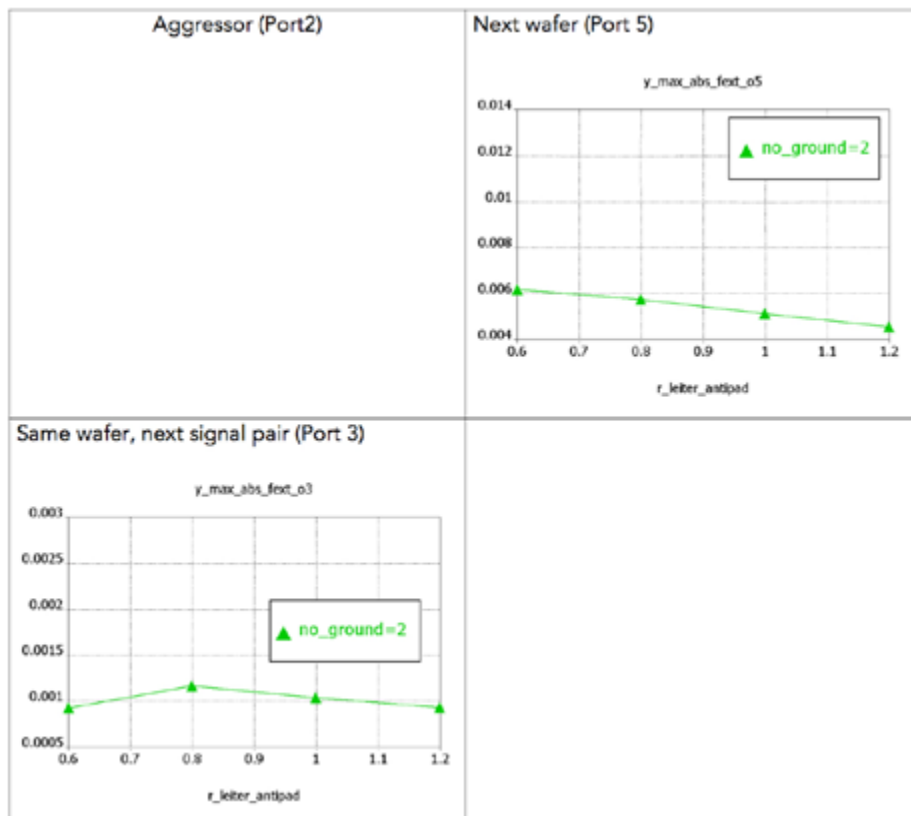 Aggressor (Port2)
Next wafer (Port 5)
y_max_abs_fext_o5
0.014
0.012
0.01
0.008
0.006
0.004
no_ground=2
0.6 0.7 0.8 0.9 1 1.1 1.2
r_leiter_antipad
Same wafer, next signal pair (Port 3)
y_max_abs_fext_o3
0.003
0.0025
0.002
0.0015
0.001
0.0005
no_ground=2
0.6 0.7 0.8 0.9 1 1.1 1.2
r_leiter_antipad